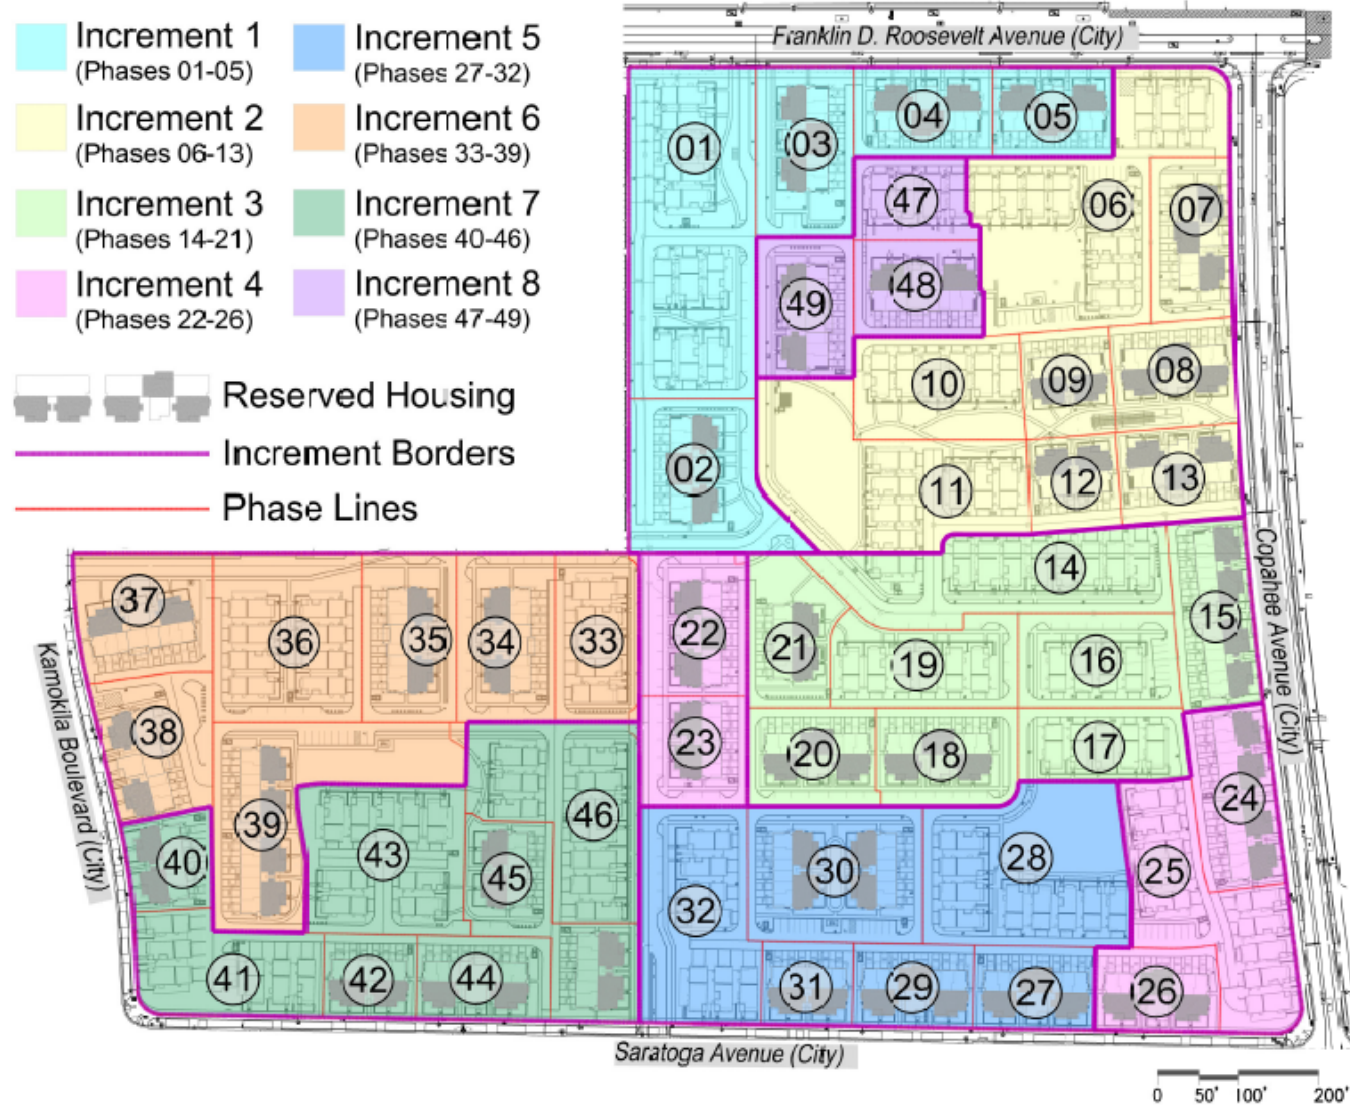 Increment 1
(Phases 01-05)
Increment 2
(Phases 06-13)
Increment 3
(Phases 14-21)
Increment 4
(Phases 22-26)
Increment 5
(Phases 27-32)
Increment 6
(Phases 33-39)
Increment 7
(Phases 40-46)
Increment 8
(Phases 47-49)
Reserved Housing
Increment Borders
Phase Lines
Franklin D. Roosevelt Avenue (City)
01
03
04
05
47
06
07
49
48
10
09
08
02
11
12
13
14
15
37
36
35
34
33
22
21
19
16
38
23
20
18
17
24
39
46
40
43
45
32
30
28
25
41
42
44
31
29
27
26
Kamokila Boulevard (City)
Copahee Avenue (City)
Saratoga Avenue (City)
0 50' 100' 200'